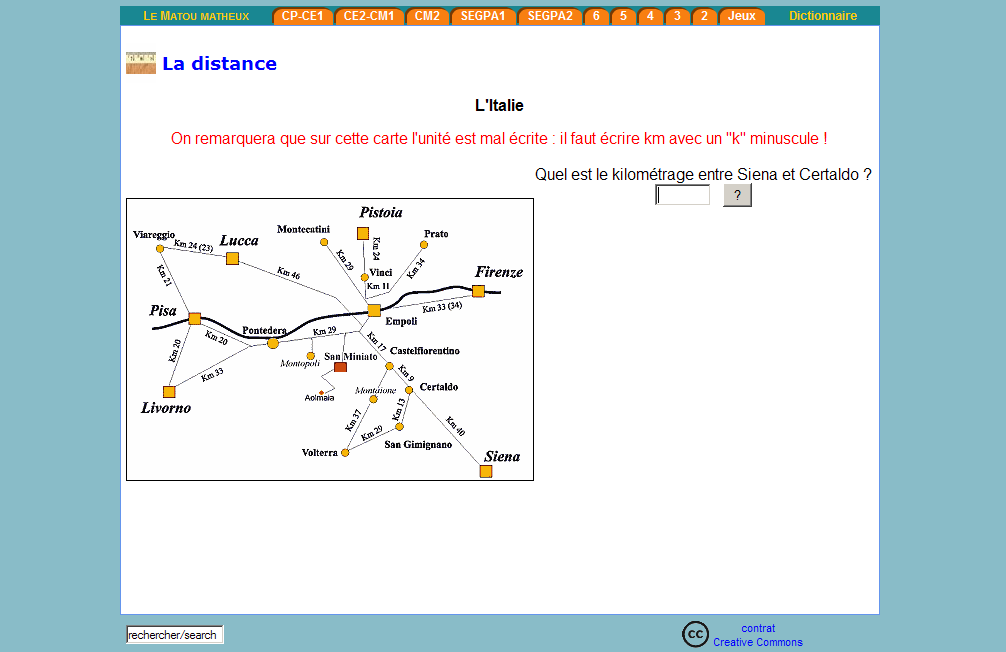 LE MATOU MATHEUX CP-CE1 CE2-CM1 CM2 SEGPA1 SEGPA2 6 5 4 3 2 Jeux Dictionnaire
La distance
L'Italie
On remarquera que sur cette carte l'unité est mal écrite : il faut écrire km avec un "k" minuscule !
Quel est le kilométrage entre Siena et Certaldo ?
?
Pistoia
Montecatini
Prato
Viareggio
Lucca
Km 24 (23)
Km 24
Km 29
Km 34
Km 46
Vinci
Km 11
Firenze
Km 21
Pisa
Km 33 (34)
Empoli
Pontedera
Km 29
Km 20
Km 20
Km 17
Castelfiorentino
San Miniato
Montopoli
Km 33
Km 9
Certaldo
Montaione
Aolmaia
Livorno
Km 13
Km 37
Km 40
Km 29
San Gimignano
Volterra
Siena
rechercher/search
cc
contrat
Creative Commons